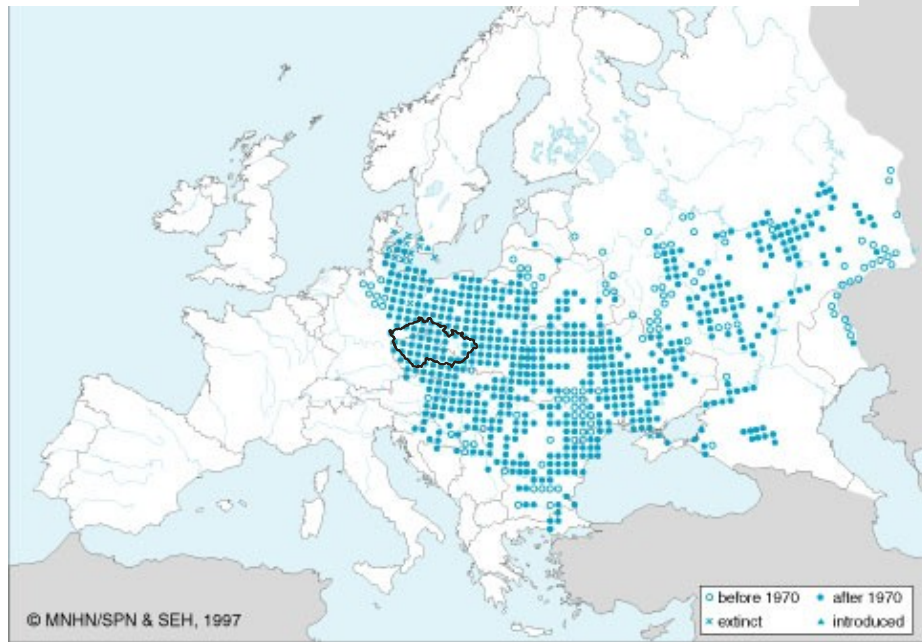 before 1970 after 1970
extinct introduced
© MNHN/SPN & SEH, 1997